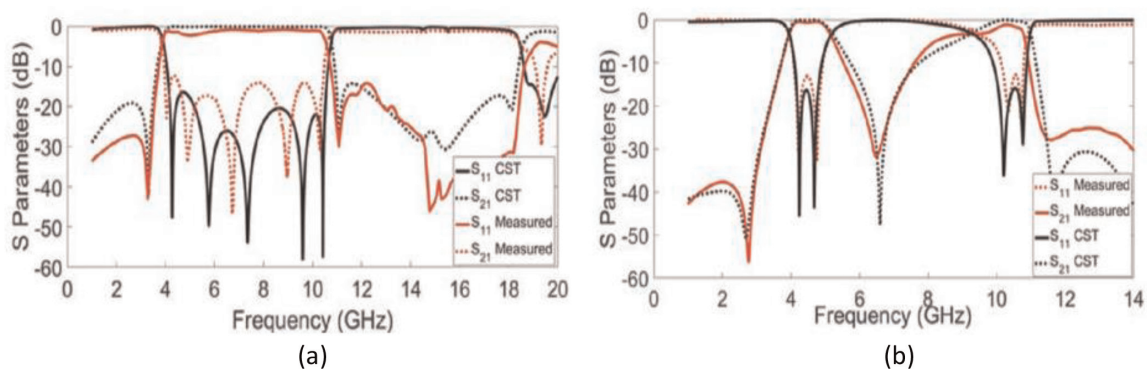 0
-10
-20
-30
-40
-50
-60
S Parameters (dB)
S11 CST
S21 CST
S11 Measured
S21 Measured
0 2 4 6 8 10 12 14 16 18 20
Frequency (GHz)
(a)
0
-10
-20
-30
-40
-50
-60
S Parameters (dB)
S11 Measured
S21 Measured
S11 CST
S21 CST
0 2 4 6 8 10 12 14
Frequency (GHz)
(b)